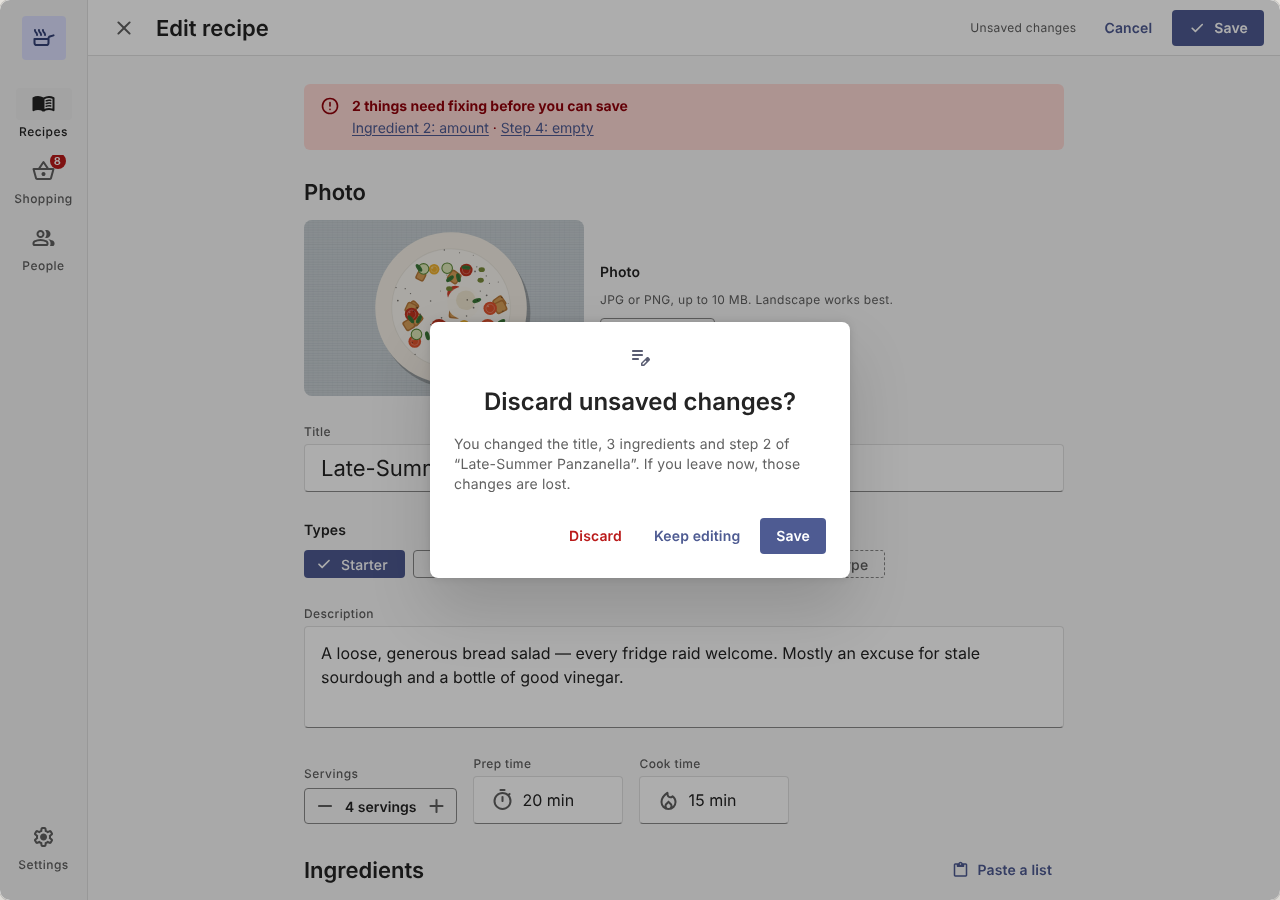 Edit recipe
Unsaved changes
Cancel
Save
Recipes
8
Shopping
People
Settings
2 things need fixing before you can save
Ingredient 2: amount · Step 4: empty
Photo
Photo
JPG or PNG, up to 10 MB. Landscape works best.
Discard unsaved changes?
You changed the title, 3 ingredients and step 2 of
“Late-Summer Panzanella”. If you leave now, those
changes are lost.
Discard
Keep editing
Save
Title
Late-Sum
Types
Starter
Description
A loose, generous bread salad — every fridge raid welcome. Mostly an excuse for stale
sourdough and a bottle of good vinegar.
Servings
4 servings
Prep time
20 min
Cook time
15 min
Ingredients
Paste a list